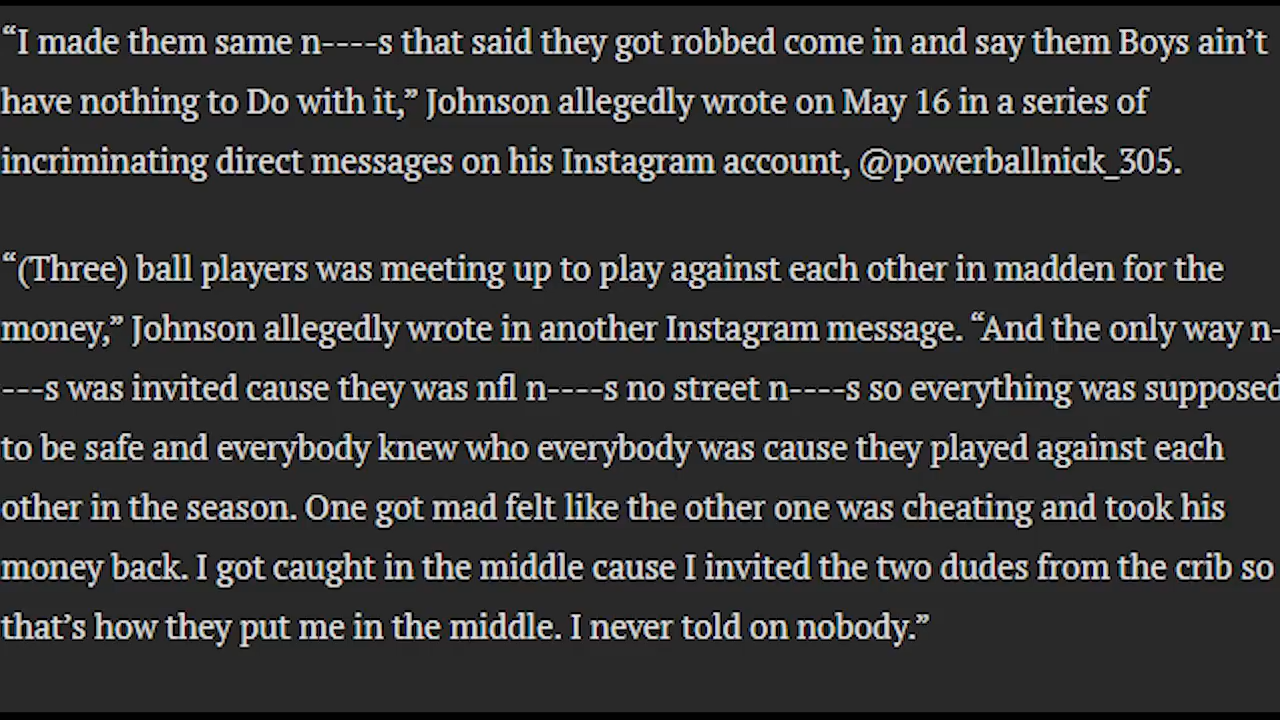 “I made them same n----s that said they got robbed come in and say them Boys ain’t
have nothing to Do with it,” Johnson allegedly wrote on May 16 in a series of
incriminating direct messages on his Instagram account, @powerballnick_305.
“(Three) ball players was meeting up to play against each other in madden for the
money,” Johnson allegedly wrote in another Instagram message. “And the only way n-
---s was invited cause they was nfl n----s no street n----s so everything was supposed
to be safe and everybody knew who everybody was cause they played against each
other in the season. One got mad felt like the other one was cheating and took his
money back. I got caught in the middle cause I invited the two dudes from the crib so
that’s how they put me in the middle. I never told on nobody.”